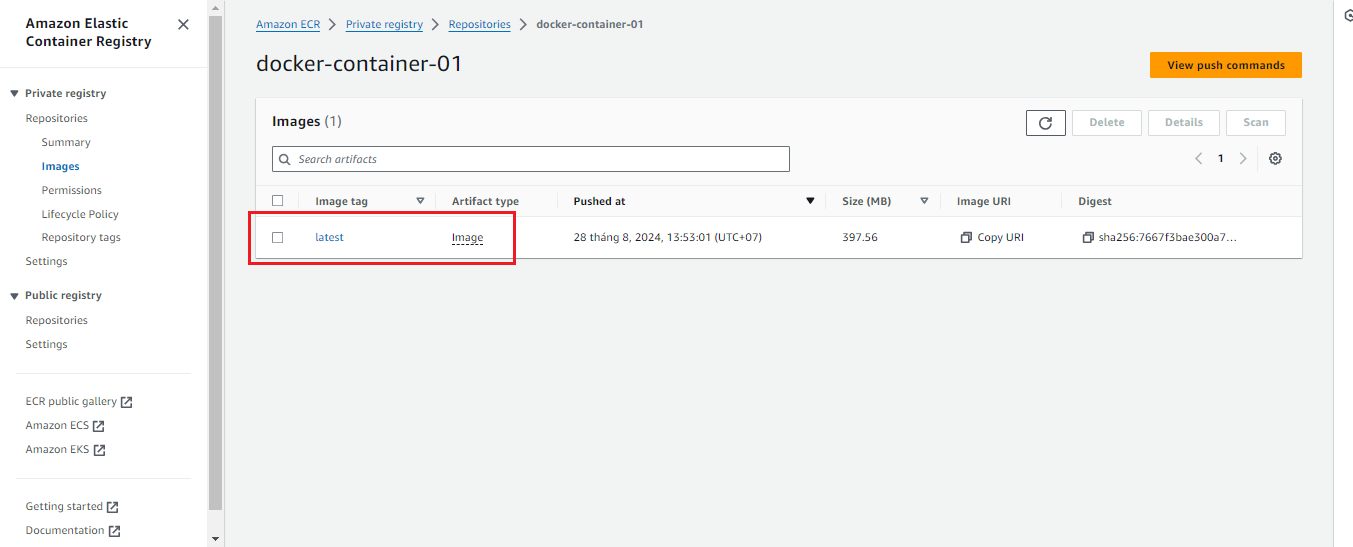 Amazon Elastic
Container Registry
Private registry
Repositories
Summary
Images
Permissions
Lifecycle Policy
Repository tags
Settings
Public registry
Repositories
Settings
ECR public gallery
Amazon ECS
Amazon EKS
Getting started
Documentation
Amazon ECR > Private registry > Repositories > docker-container-01
docker-container-01
View push commands
Images (1)
Delete Details Scan
Search artifacts
1
Image tag Artifact type Pushed at Size (MB) Image URI Digest
latest Image 28 tháng 8, 2024, 13:53:01 (UTC+07) 397.56 Copy URI sha256:7667f3bae300a7...